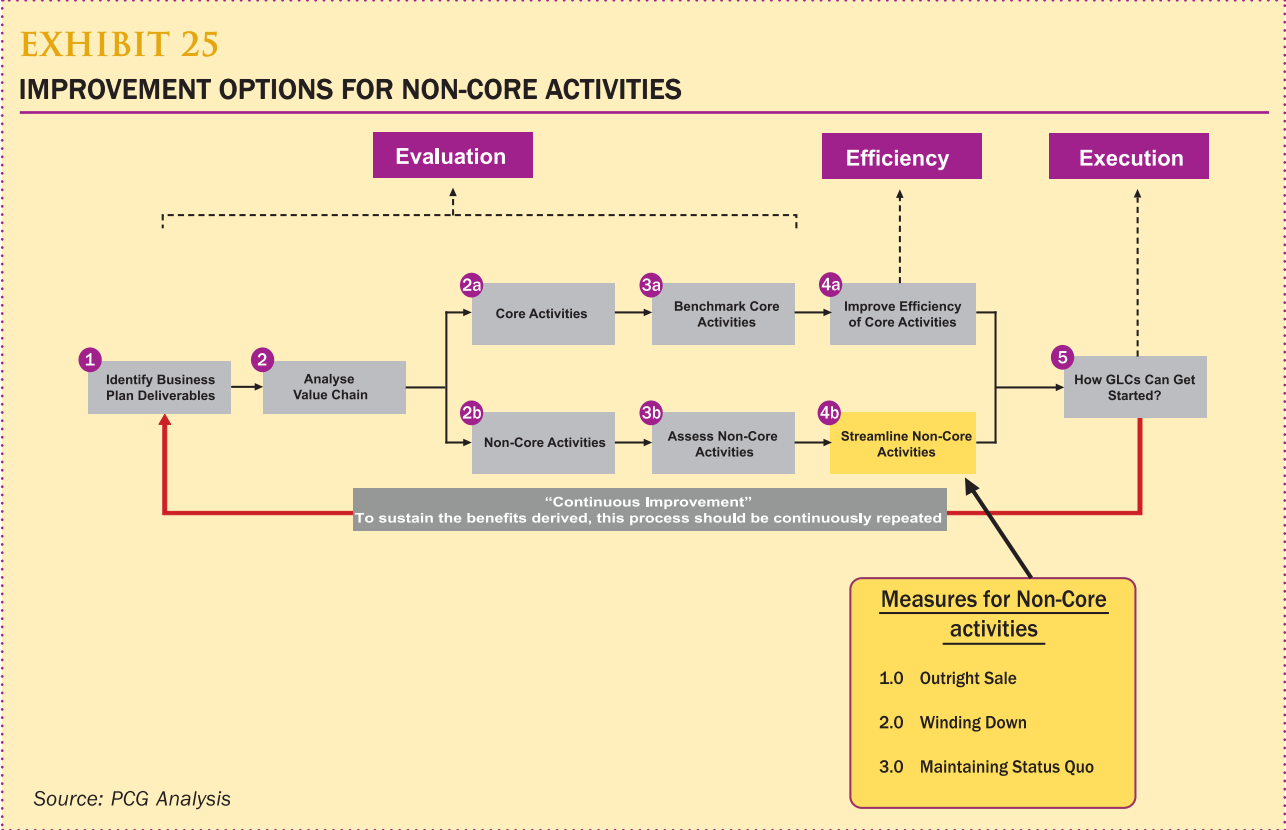 EXHIBIT 25
IMPROVEMENT OPTIONS FOR NON-CORE ACTIVITIES
Evaluation
Efficiency
Execution
1
Identify Business
Plan Deliverables
2
Analyse
Value Chain
2a
Core Activities
3a
Benchmark Core
Activities
4a
Improve Efficiency
of Core Activities
2b
Non-Core Activities
3b
Assess Non-Core
Activities
4b
Streamline Non-Core
Activities
5
How GLCs Can Get
Started?
“Continuous Improvement”
To sustain the benefits derived, this process should be continuously repeated
Measures for Non-Core
activities
1.0 Outright Sale
2.0 Winding Down
3.0 Maintaining Status Quo
Source: PCG Analysis